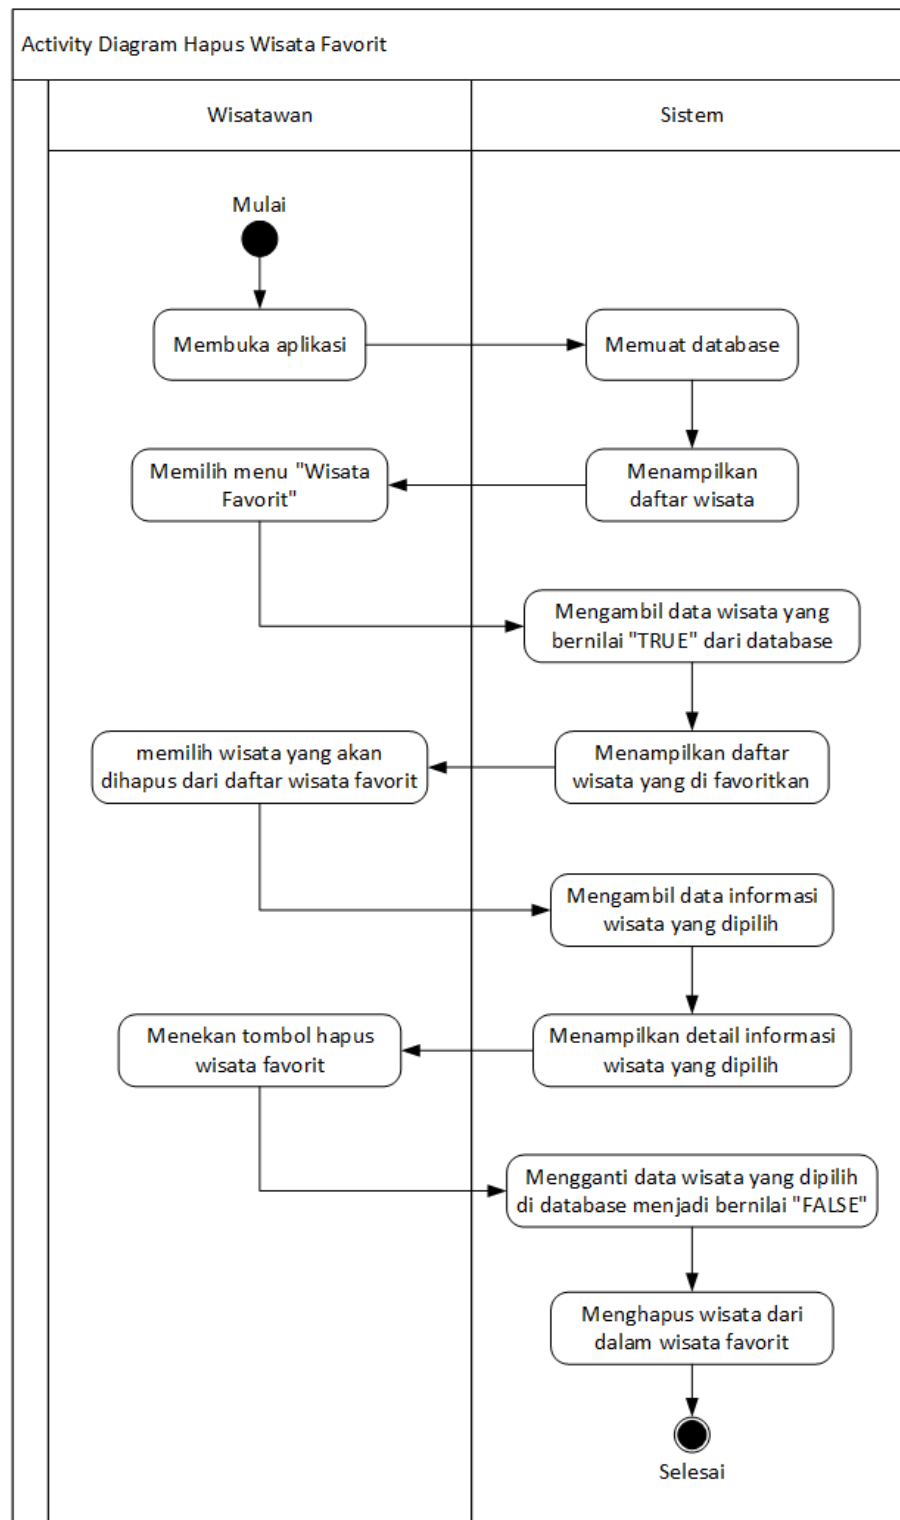 Activity Diagram Hapus Wisata Favorit
Wisatawan
Sistem
Mulai
Membuka aplikasi
Memuat database
Menampilkan
daftar wisata
Memilih menu "Wisata
Favorit"
Mengambil data wisata yang
bernilai "TRUE" dari database
Menampilkan daftar
wisata yang di favoritkan
memilih wisata yang akan
dihapus dari daftar wisata favorit
Mengambil data informasi
wisata yang dipilih
Menampilkan detail informasi
wisata yang dipilih
Menekan tombol hapus
wisata favorit
Mengganti data wisata yang dipilih
di database menjadi bernilai "FALSE"
Menghapus wisata dari
dalam wisata favorit
Selesai